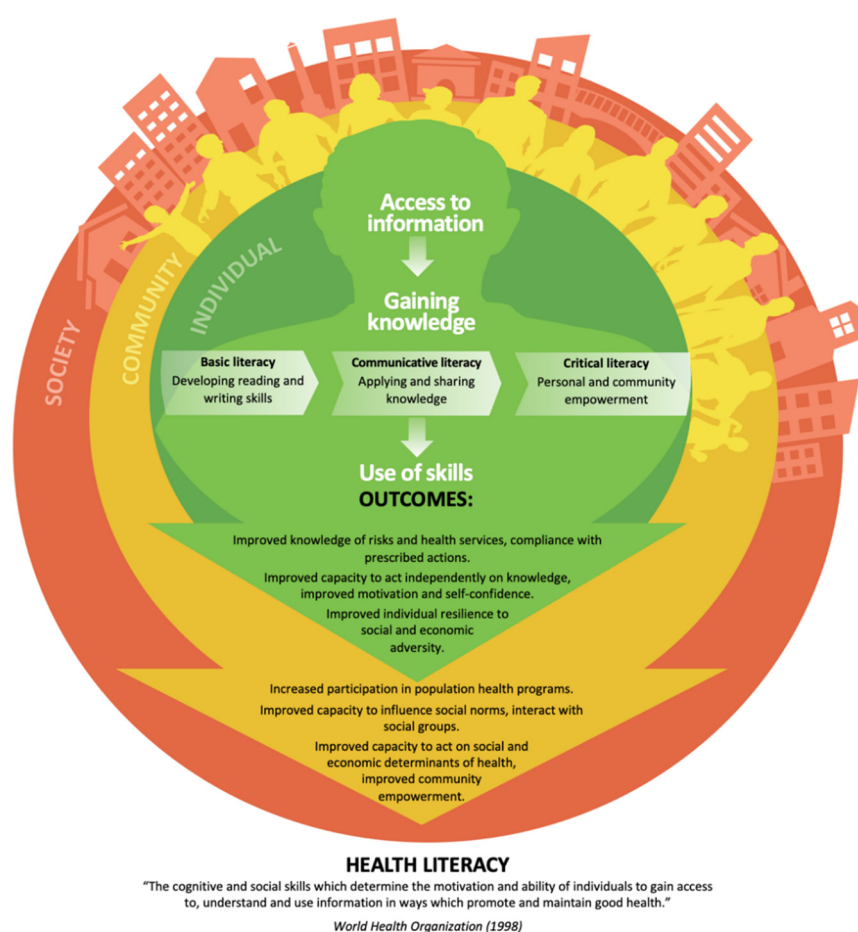 Access to
information
Gaining
knowledge
SOCIETY
COMMUNITY
INDIVIDUAL
Basic literacy
Developing reading and
writing skills
Communicative literacy
Applying and sharing
knowledge
Critical literacy
Personal and community
empowerment
Use of skills
OUTCOMES:
Improved knowledge of risks and health services, compliance with
prescribed actions.
Improved capacity to act independently on knowledge,
improved motivation and self-confidence.
Improved individual resilience to
social and economic
adversity.
Increased participation in population health programs.
Improved capacity to influence social norms, interact with
social groups.
Improved capacity to act on social and
economic determinants of health,
improved community
empowerment.
HEALTH LITERACY
“The cognitive and social skills which determine the motivation and ability of individuals to gain access
to, understand and use information in ways which promote and maintain good health.”
World Health Organization (1998)